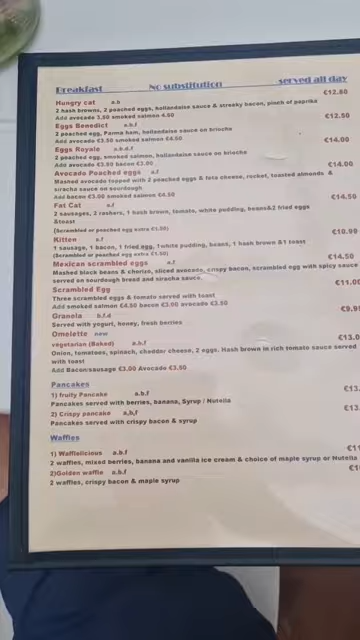 Breakfast No substitution served all day
Hungry cat a.b €12.50
2 hash browns, 2 poached eggs, hollandaise sauce & streaky bacon, pinch of paprika
Add avocado 3.50 smoked salmon 4.50
Eggs Benedict a.b.f €12.50
2 poached egg, Parma ham, hollandaise sauce on brioche
Add avocado €3.50 smoked salmon €4.50
Eggs Royale a.b.d.f €14.00
2 poached egg, smoked salmon, hollandaise on brioche
Add avocado €3.50 bacon €3.00
Avocado Poached eggs a.f €14.00
Mashed avocado topped with 2 poached eggs & feta cheese, rocket, toasted almonds &
siracha sauce on sourdough
Add bacon €3.00 smoked salmon €4.50
Fat Cat a.f €14.50
2 sausages, 2 rashers, 1 hash brown, tomato, white pudding, beans&2 fried eggs
&toast
(Scrambled or poached egg extra €1.50)
Kitten a.f €10.99
1 sausage, 1 bacon, 1 fried egg, 1white pudding, beans, 1 hash brown &1 toast
(Scrambled or poached egg extra €1.50)
Mexican scrambled eggs a.f €14.50
Mashed black beans & chorizo, sliced avocado, crispy bacon, scrambled egg with spicy sauce
served on sourdough bread and siracha sauce.
Scrambled Egg €11.0
Three scrambled eggs & tomato served with toast
Add smoked salmon €4.50 bacon €3.00 avocado €3.50
Granola b.f.d €9.9
Served with yogurt, honey, fresh berries
Omelette new
vegetarian (Baked) a.b.f €13.0
Onion, tomatoes, spinach, cheddar cheese, 2 eggs. Hash brown in rich tomato sauce served
with toast
Add Bacon/sausage €3.00 Avocado €3.50
Pancakes
1) fruity Pancake a.b.f €13.
Pancakes served with berries, banana, Syrup / Nutella
2) Crispy pancake a,b,f €13.
Pancakes served with crispy bacon & syrup
Waffles
1) Wafflelicious a.b.f €11
2 waffles, mixed berries, banana and vanilla ice cream & choice of maple syrup or Nutella
2)Golden waffle a.b.f €1
2 waffles, crispy bacon & maple syrup